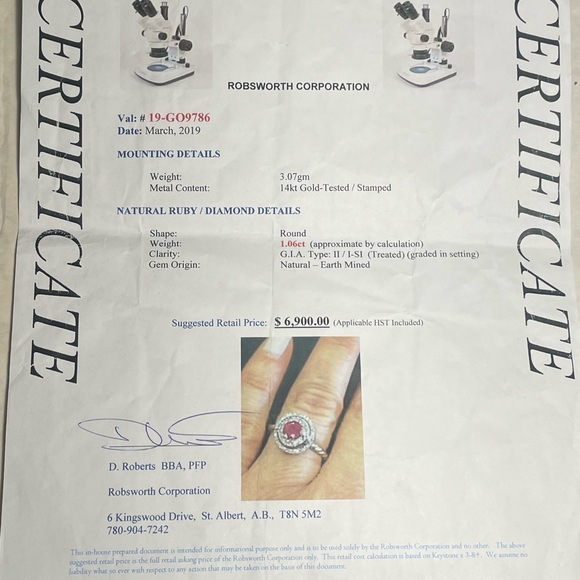 CERTIFICATE
CERTIFICATE
ROBSWORTH CORPORATION
Val: # 19-GO9786
Date: March, 2019
MOUNTING DETAILS
Weight: 3.07gm
Metal Content: 14kt Gold-Tested / Stamped
NATURAL RUBY / DIAMOND DETAILS
Shape: Round
Weight: 1.06ct (approximate by calculation)
Clarity: G.I.A. Type: II / I-SI (Treated) (graded in setting)
Gem Origin: Natural – Earth Mined
Suggested Retail Price: $ 6,900.00 (Applicable HST Included)
D. Roberts BBA, PFP
Robsworth Corporation
6 Kingswood Drive, St. Albert, A.B., T8N 5M2
780-904-7242
This in-house prepared document is intended for informational purpose only and is to be used solely by the Robsworth Corporation and no other. The above
suggested retail price is the full retail asking price of the Robsworth Corporation only. This retail cost calculation is based on Keystone x 3-8+. We assume no
liability what so ever with respect to any action that may be taken on the basis of this document.